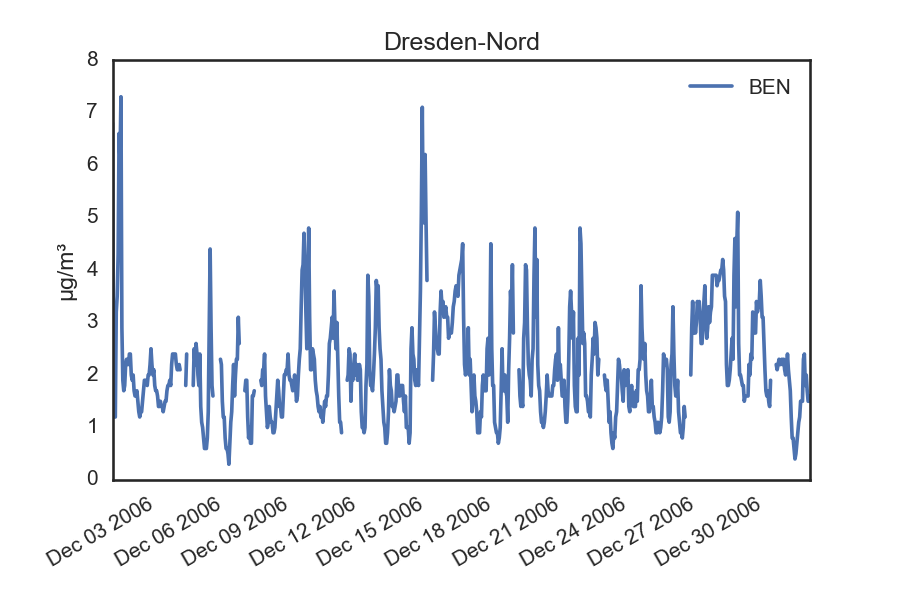 Dresden-Nord
8
7
6
5
4
3
2
1
0
µg/m³
BEN
Dec 03 2006
Dec 06 2006
Dec 09 2006
Dec 12 2006
Dec 15 2006
Dec 18 2006
Dec 21 2006
Dec 24 2006
Dec 27 2006
Dec 30 2006